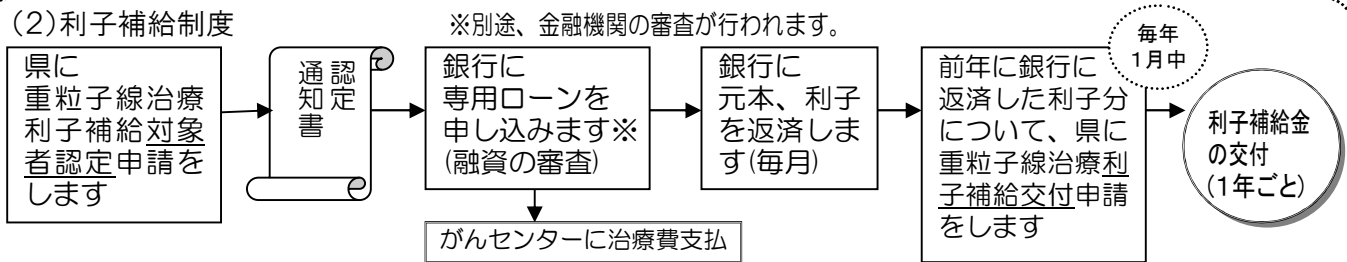 (2)利子補給制度
※別途、金融機関の審査が行われます。
県に
重粒子線治療
利子補給対象
者認定申請を
します
認定
通知書
銀行に
専用ローンを
申し込みます※
(融資の審査)
がんセンターに治療費支払
銀行に
元本、利子
を返済しま
す(毎月)
前年に銀行に
返済した利子分
について、県に
重粒子線治療利
子補給交付申請
をします
毎年
1月中
利子補給金
の交付
(1年ごと)